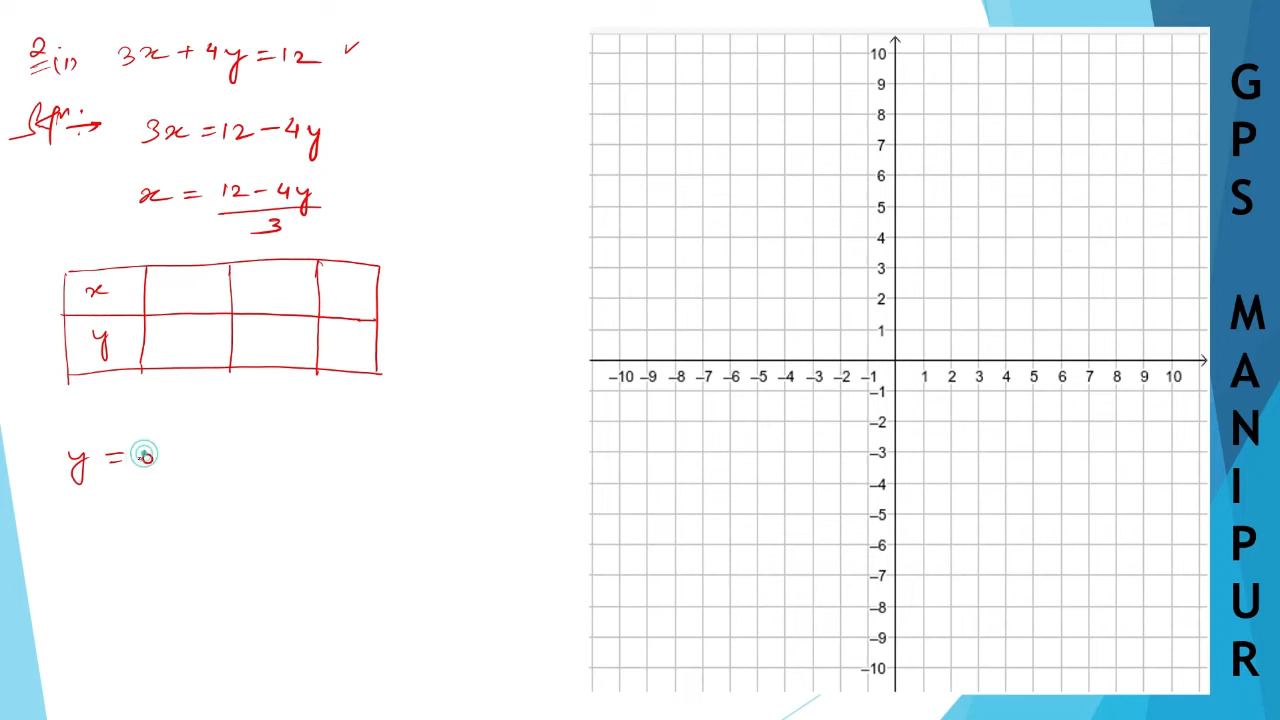 2 (i) 3x + 4y = 12 ✓
3x = 12 - 4y
x = 12 - 4y / 3
x
y
y = 0
10
9
8
7
6
5
4
3
2
1
–10 –9 –8 –7 –6 –5 –4 –3 –2 –1 1 2 3 4 5 6 7 8 9 10
–1
–2
–3
–4
–5
–6
–7
–8
–9
–10
GPS MANIPUR